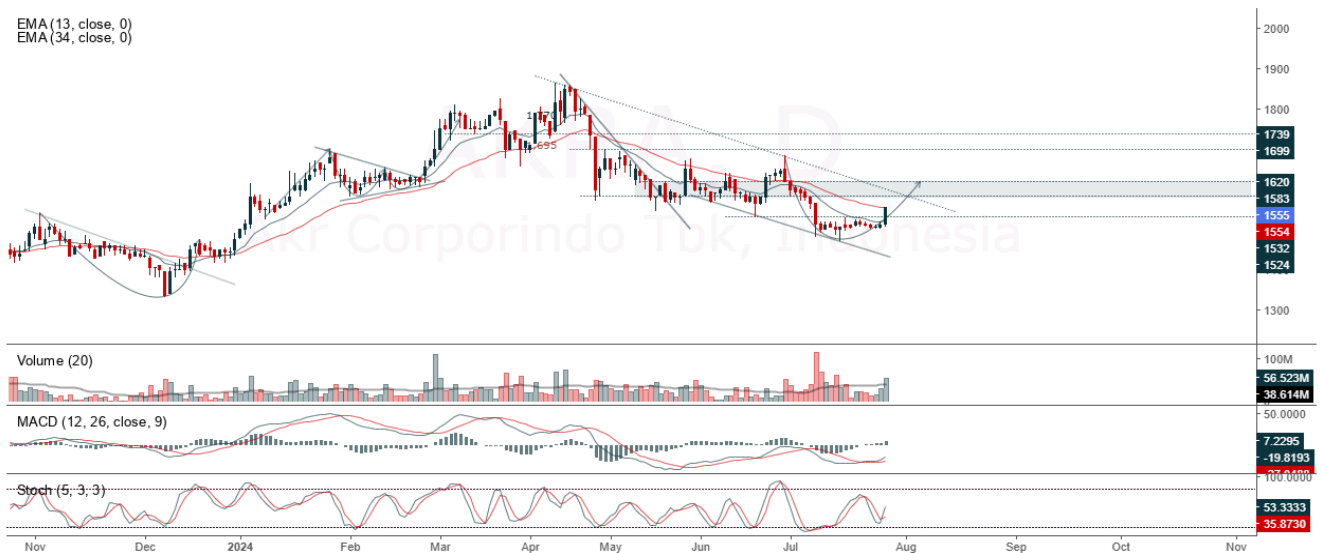 EMA (13, close, 0)
EMA (34, close, 0)
AKRA, D
Akr Corporindo Tbk, Indonesia
2000
1900
1800
1739
1699
1620
1583
1555
1554
1532
1524
1300
1.695
Volume (20)
100M
56.523M
38.614M
MACD (12, 26, close, 9)
50.0000
7.2295
-19.8193
Stoch (5, 3, 3)
100.0000
53.3333
35.8730
Nov Dec 2024 Feb Mar Apr May Jun Jul Aug Sep Oct Nov